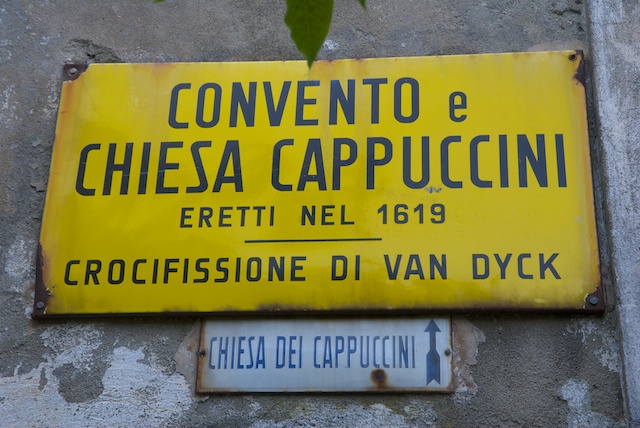 CONVENTO e
CHIESA CAPPUCCINI
ERETTI NEL 1619
CROCIFISSIONE DI VAN DYCK
CHIESA DEI CAPPUCCINI